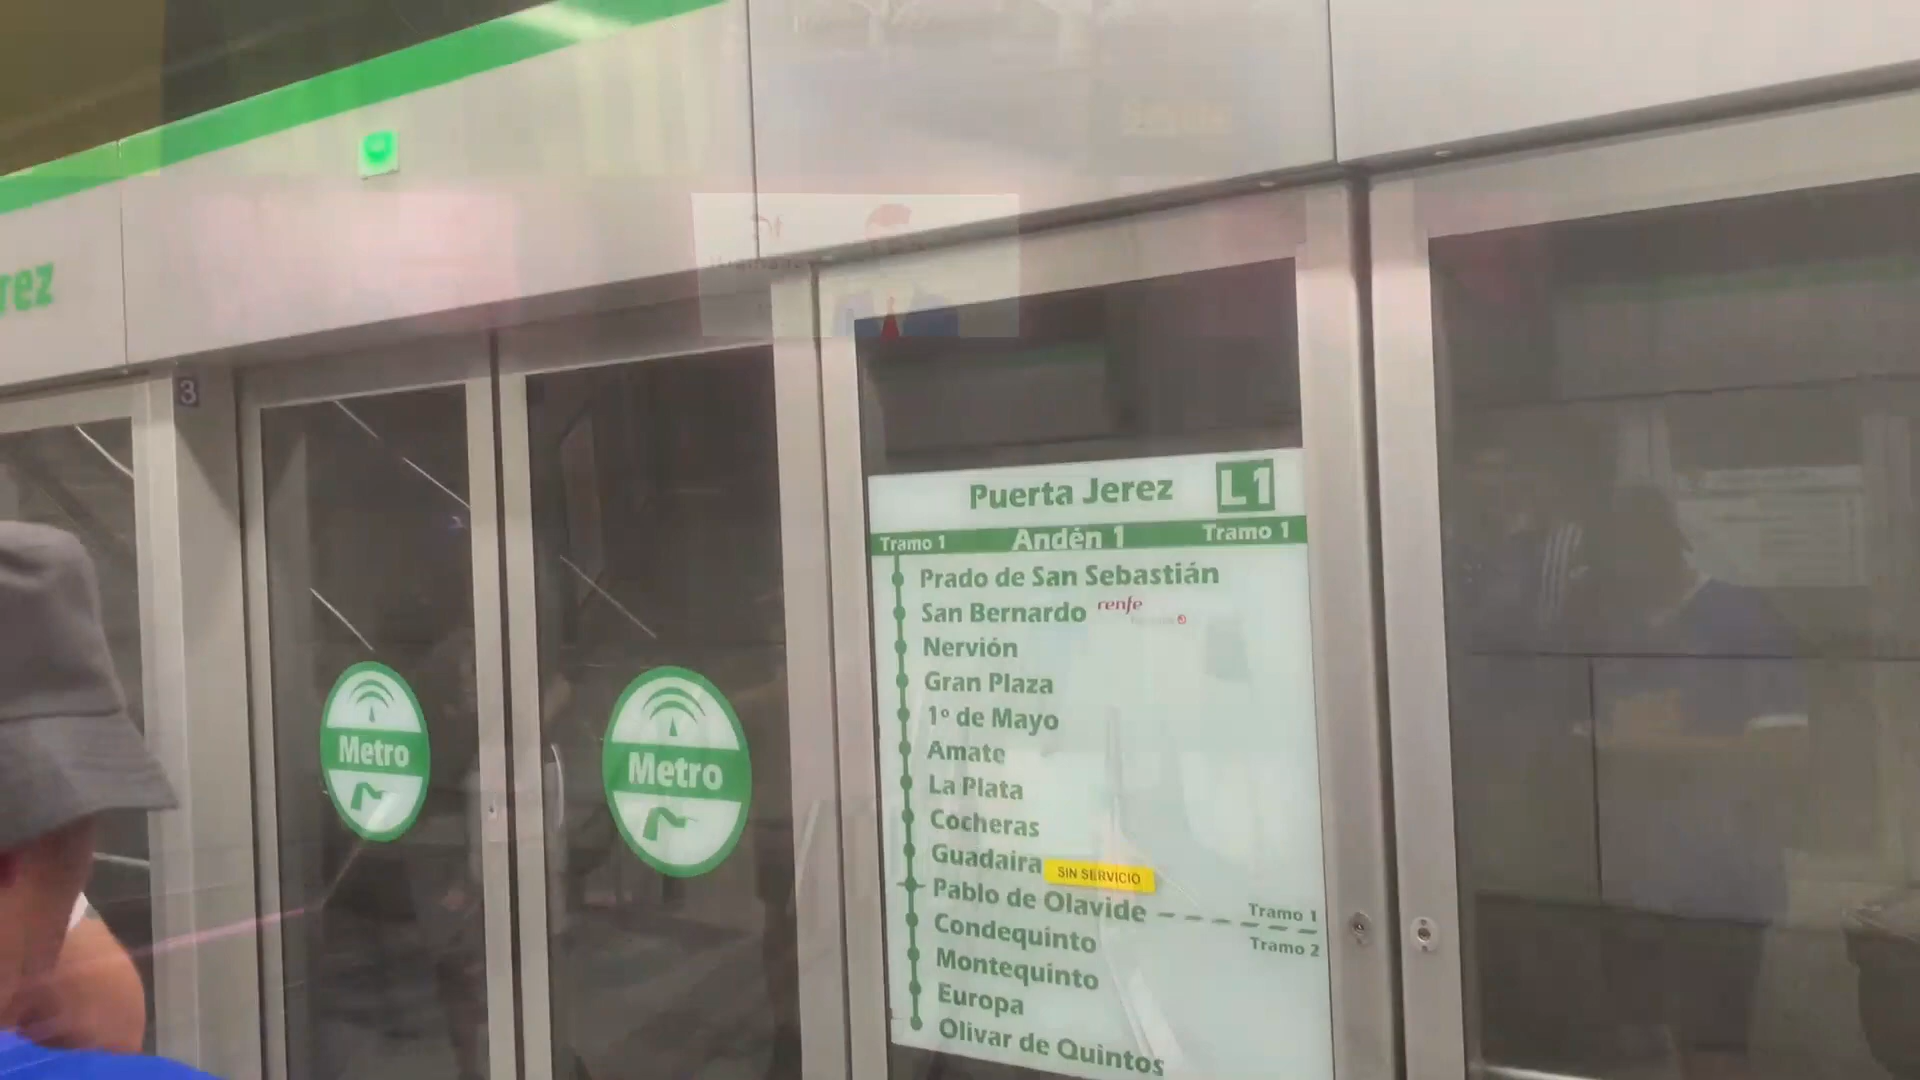 rez
3
Metro
Metro
Puerta Jerez L1
Tramo 1 Andén 1 Tramo 1
Prado de San Sebastián
San Bernardo renfe
Nervión
Gran Plaza
1º de Mayo
Amate
La Plata
Cocheras
Guadaira SIN SERVICIO
Pablo de Olavide Tramo 1
Condequinto Tramo 2
Montequinto
Europa
Olivar de Quintos